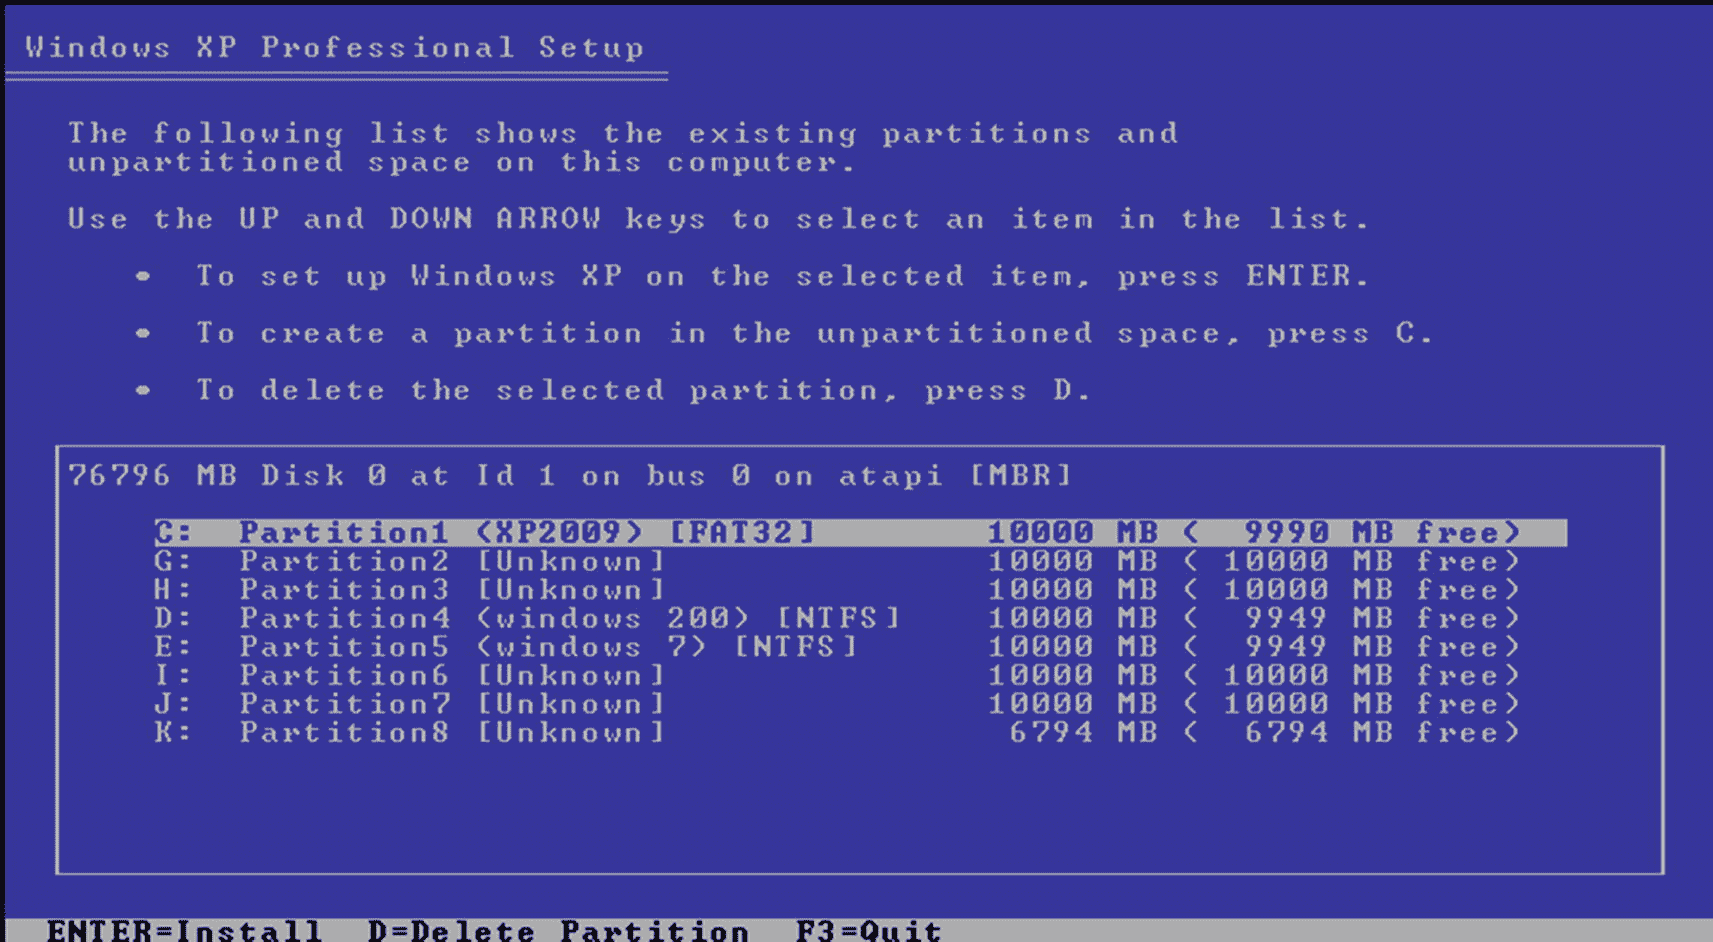 Windows XP Professional Setup
The following list shows the existing partitions and
unpartitioned space on this computer.
Use the UP and DOWN ARROW keys to select an item in the list.
• To set up Windows XP on the selected item, press ENTER.
• To create a partition in the unpartitioned space, press C.
• To delete the selected partition, press D.
76796 MB Disk 0 at Id 1 on bus 0 on atapi [MBR]
C: Partition1 (XP2009) [FAT32] 10000 MB ( 9990 MB free)
G: Partition2 [Unknown] 10000 MB ( 10000 MB free)
H: Partition3 [Unknown] 10000 MB ( 10000 MB free)
D: Partition4 (windows 200) [NTFS] 10000 MB ( 9949 MB free)
E: Partition5 (windows 7) [NTFS] 10000 MB ( 9949 MB free)
I: Partition6 [Unknown] 10000 MB ( 10000 MB free)
J: Partition7 [Unknown] 10000 MB ( 10000 MB free)
K: Partition8 [Unknown] 6794 MB ( 6794 MB free)
ENTER=Install D=Delete Partition F3=Quit